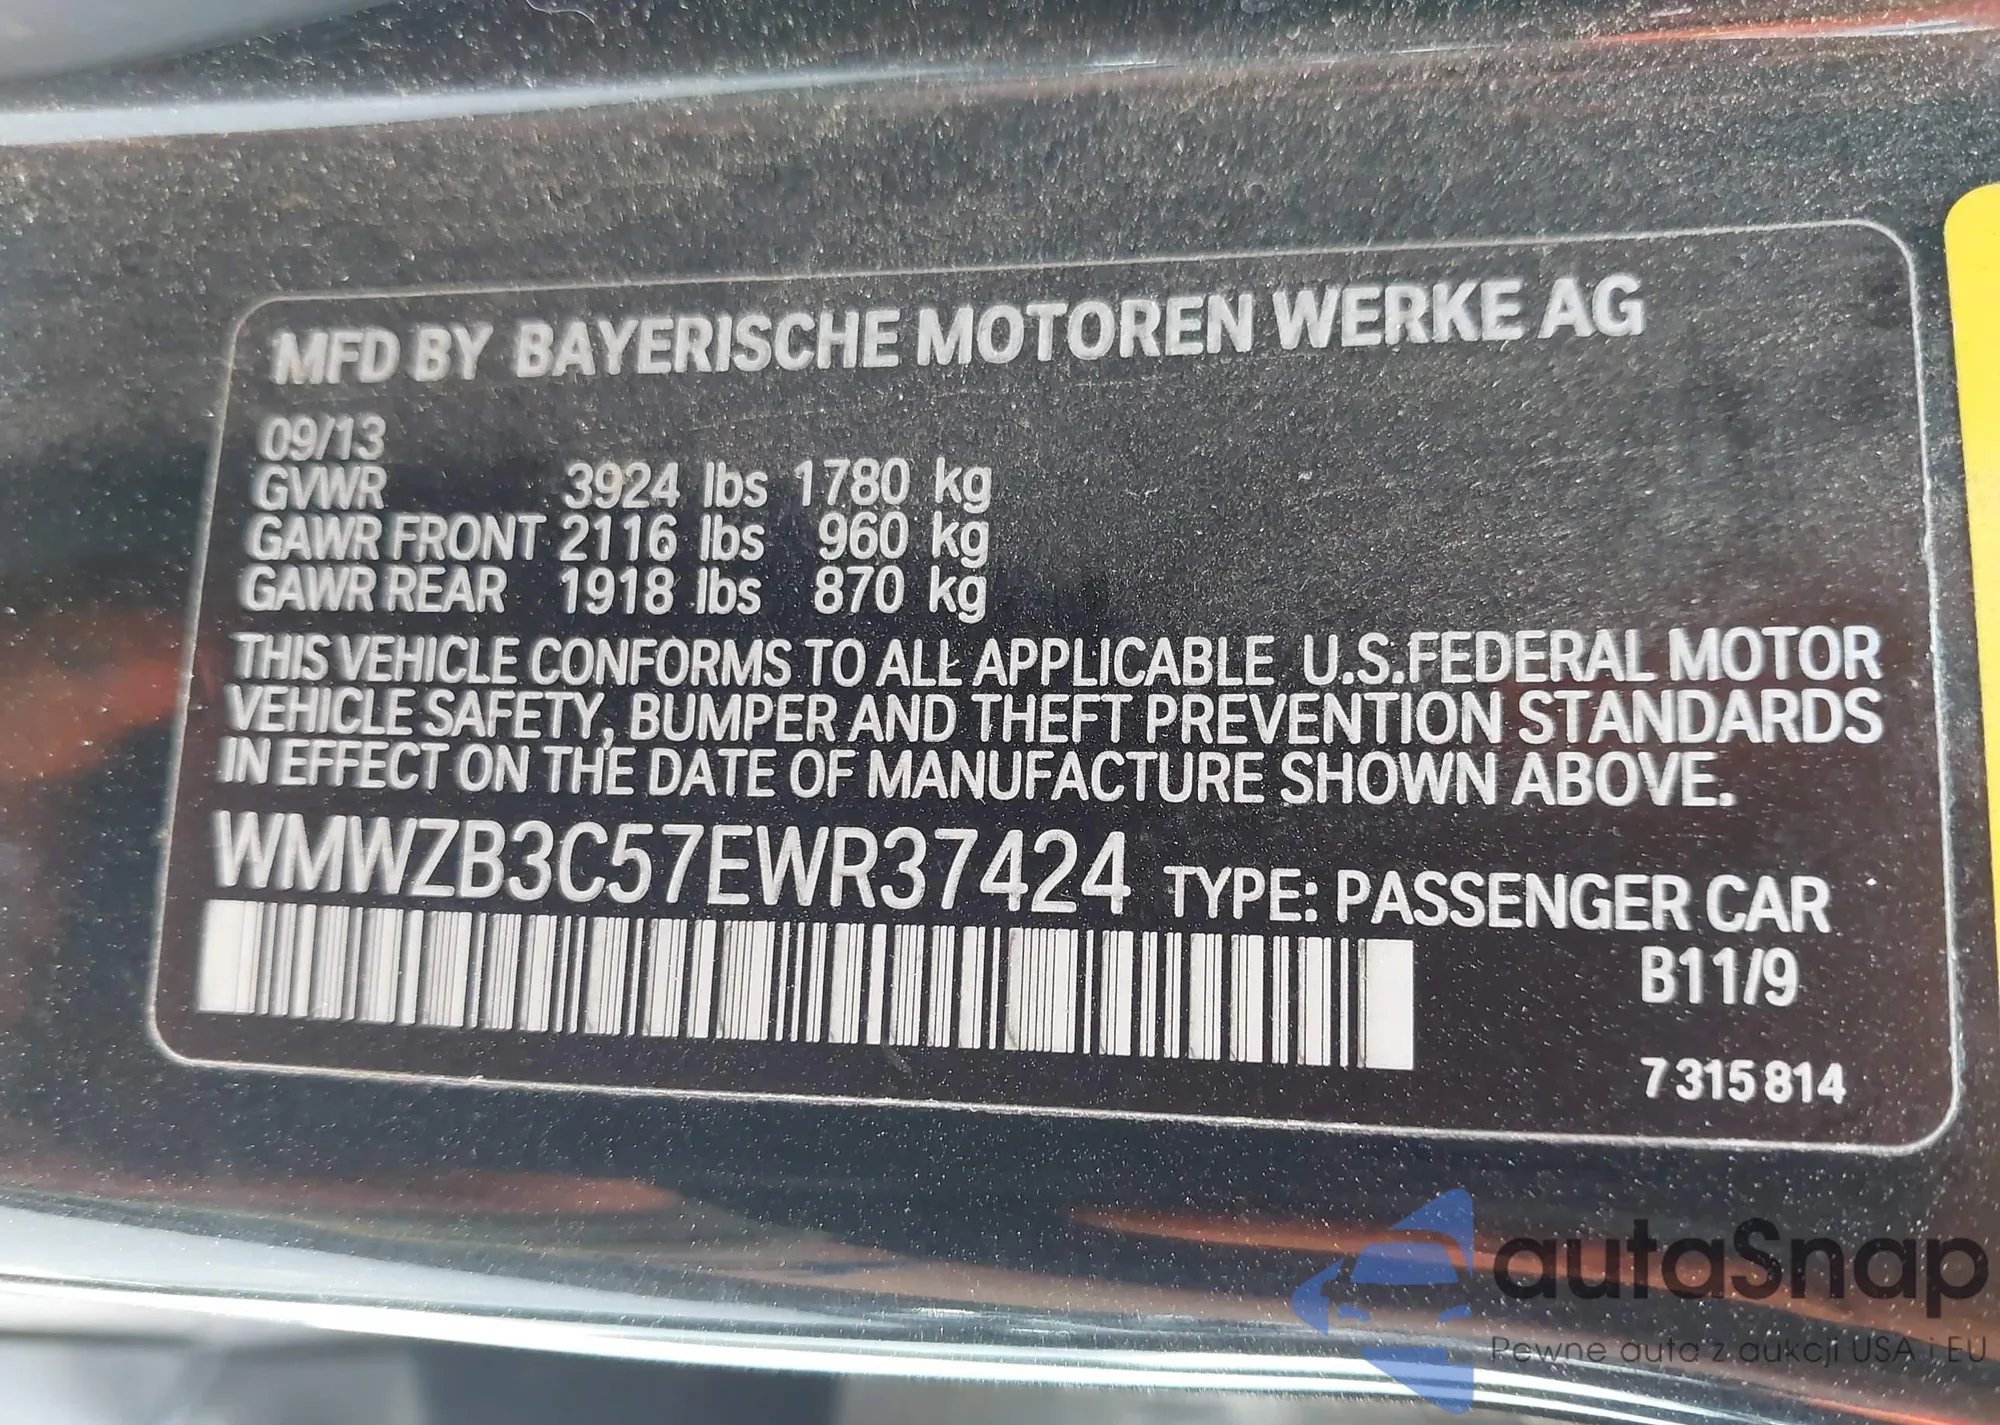 MFD BY BAYERISCHE MOTOREN WERKE AG
09/13
GVWR 3924 lbs 1780 kg
GAWR FRONT 2116 lbs 960 kg
GAWR REAR 1918 lbs 870 kg
THIS VEHICLE CONFORMS TO ALL APPLICABLE U.S.FEDERAL MOTOR
VEHICLE SAFETY, BUMPER AND THEFT PREVENTION STANDARDS
IN EFFECT ON THE DATE OF MANUFACTURE SHOWN ABOVE.
WMWZB3C57EWR37424 TYPE: PASSENGER CAR
B11/9
7 315 814
autaSnap
Pewne auta z aukcji USA i EU